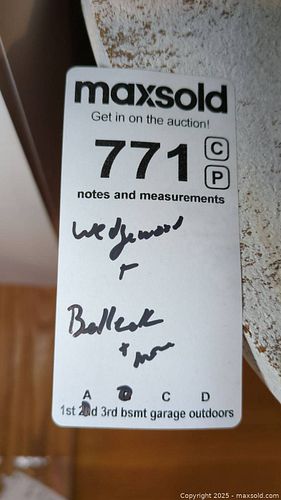 maxsold
Get in on the auction!
771 C
P
notes and measurements
Wedgewood
+
Belleek
+ more
A B C D
1st 2nd 3rd bsmt garage outdoors
Copyright © 2025 - maxsold.com